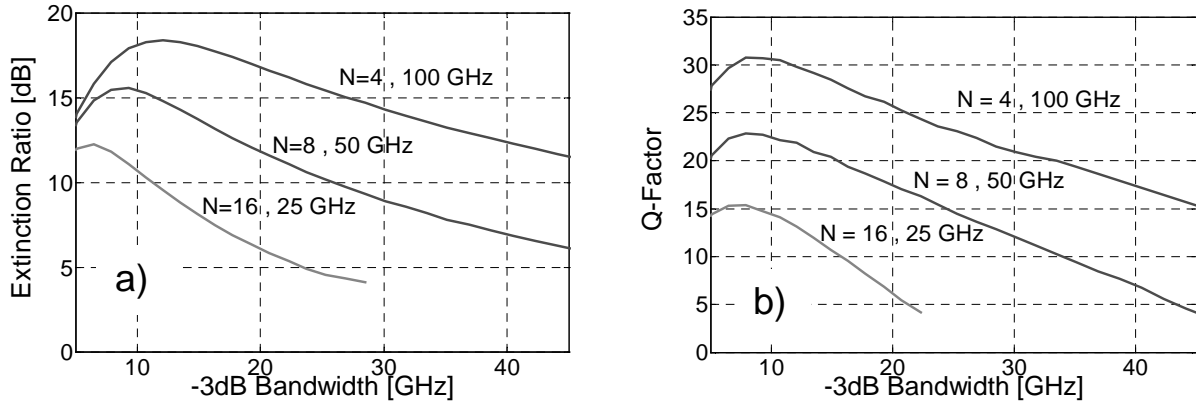 20
15
10
5
0
Extinction Ratio [dB]
N=4 , 100 GHz
N=8 , 50 GHz
N=16 , 25 GHz
a)
10
20
30
40
-3dB Bandwidth [GHz]
35
30
25
20
15
10
5
0
Q-Factor
N = 4 , 100 GHz
N = 8 , 50 GHz
N = 16 , 25 GHz
b)
10
20
30
40
-3dB Bandwidth [GHz]